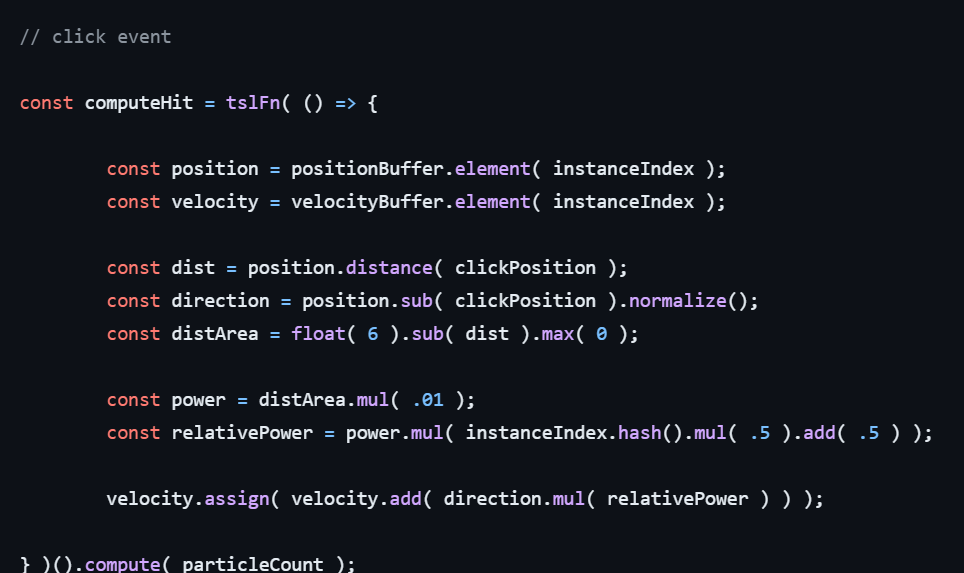 // click event
const computeHit = tslFn( () => {
const position = positionBuffer.element( instanceIndex );
const velocity = velocityBuffer.element( instanceIndex );
const dist = position.distance( clickPosition );
const direction = position.sub( clickPosition ).normalize();
const distArea = float( 6 ).sub( dist ).max( 0 );
const power = distArea.mul( .01 );
const relativePower = power.mul( instanceIndex.hash().mul( .5 ).add( .5 ) );
velocity.assign( velocity.add( direction.mul( relativePower ) ) );
} )().compute( particleCount );